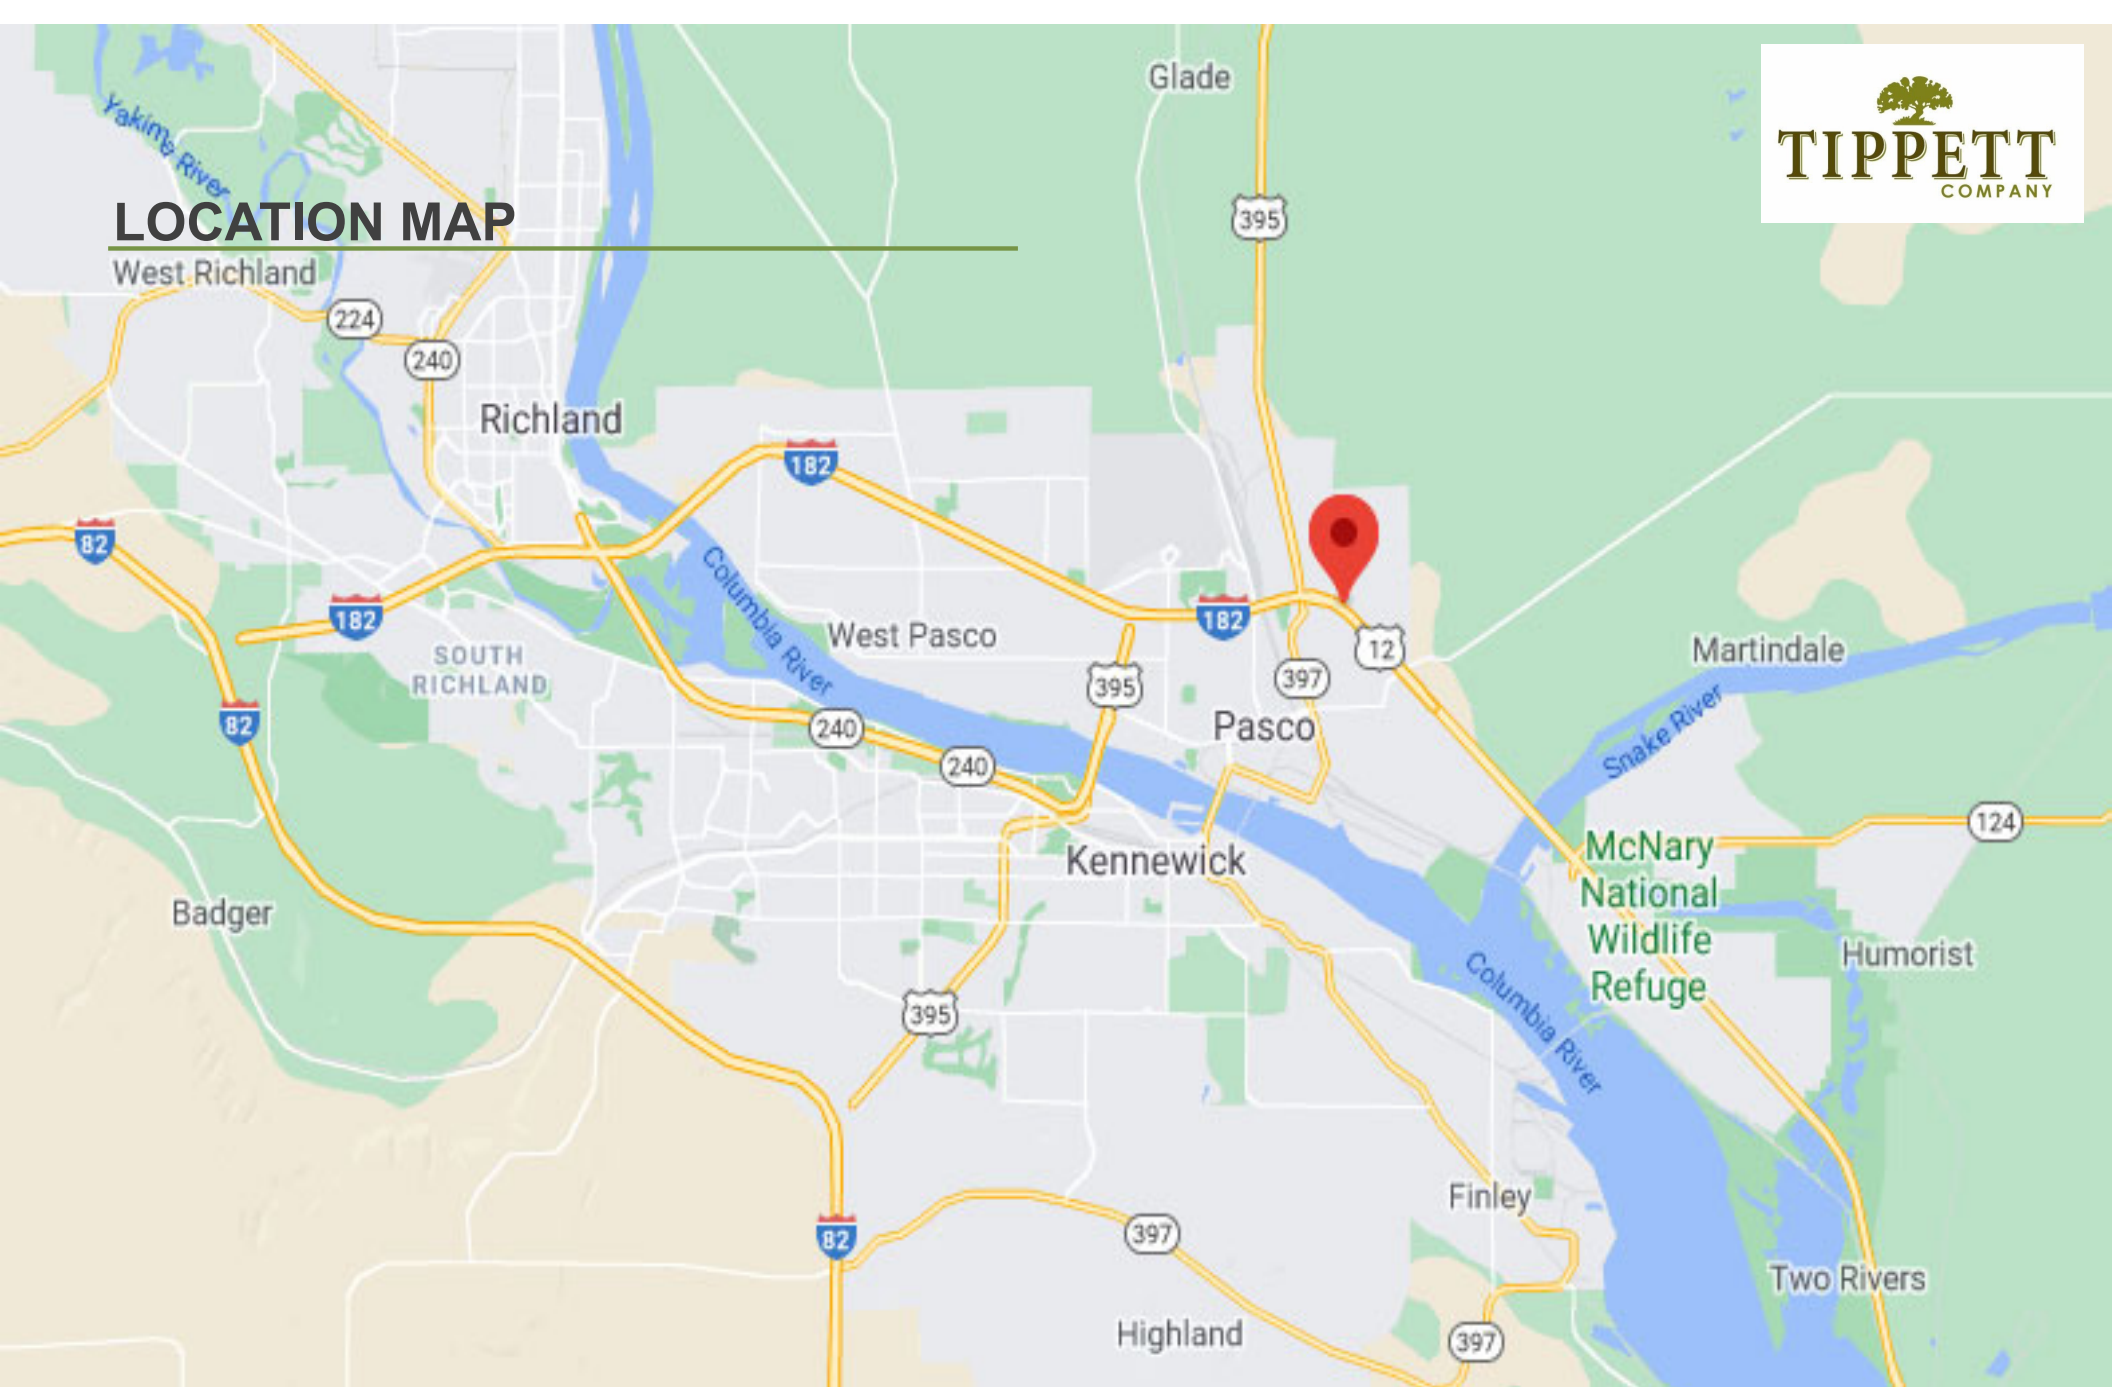 Glade
TIPPETT
COMPANY
Yakima River
395
LOCATION MAP
West Richland
224
240
Richland
182
82
Columbia River
182
182
West Pasco
12
Martindale
SOUTH
RICHLAND
395
397
Snake River
82
240
Pasco
240
124
McNary
National
Wildlife
Refuge
Kennewick
Badger
Humorist
Columbia River
395
Finley
82
397
Two Rivers
Highland
397